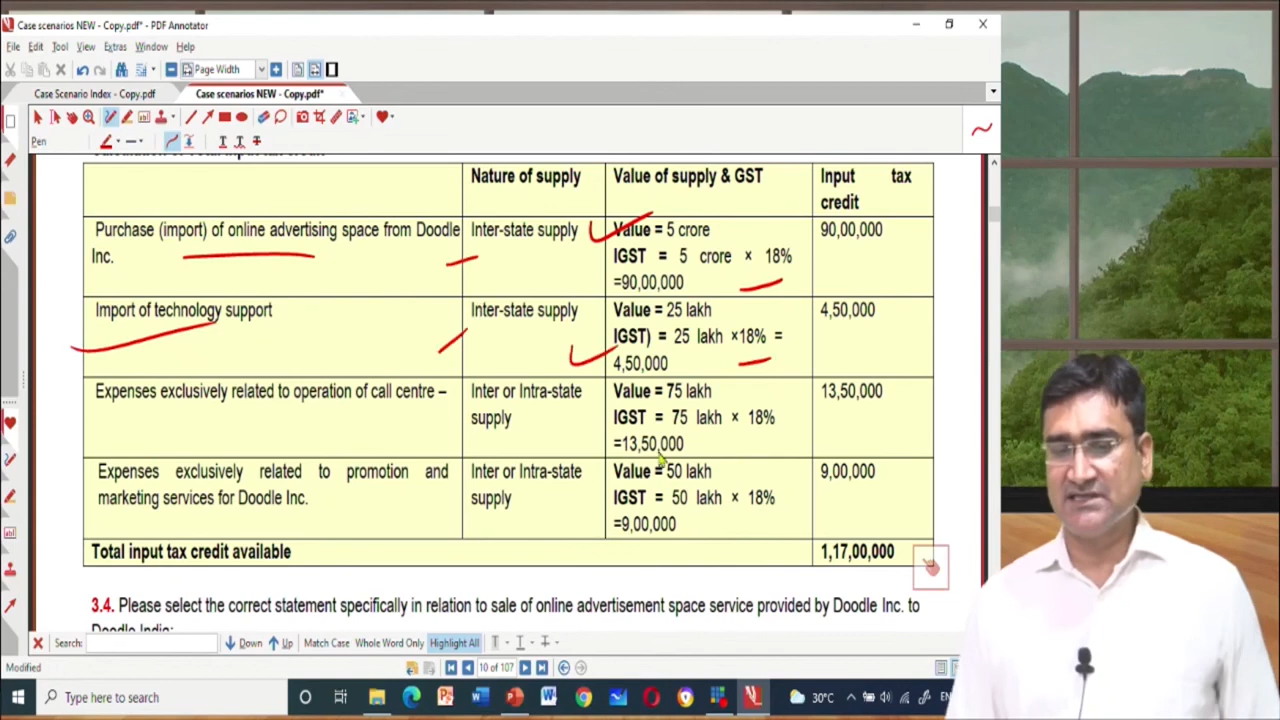 Case scenarios NEW - Copy.pdf* - PDF Annotator
File Edit Tool View Extras Window Help
Page Width
Case Scenario Index - Copy.pdf Case scenarios NEW - Copy.pdf*
Pen
Nature of supply Value of supply & GST Input tax
credit
Purchase (import) of online advertising space from Doodle Inter-state supply Value = 5 crore 90,00,000
Inc. IGST = 5 crore × 18%
=90,00,000
Import of technology support Inter-state supply Value = 25 lakh 4,50,000
IGST) = 25 lakh ×18% =
4,50,000
Expenses exclusively related to operation of call centre – Inter or Intra-state Value = 75 lakh 13,50,000
supply IGST = 75 lakh × 18%
=13,50,000
Expenses exclusively related to promotion and Inter or Intra-state Value = 50 lakh 9,00,000
marketing services for Doodle Inc. supply IGST = 50 lakh × 18%
=9,00,000
Total input tax credit available 1,17,00,000
3.4. Please select the correct statement specifically in relation to sale of online advertisement space service provided by Doodle Inc. to
Doodle India:
Search: Down Up Match Case Whole Word Only Highlight All
Modified 10 of 107
Type here to search 30°C EN